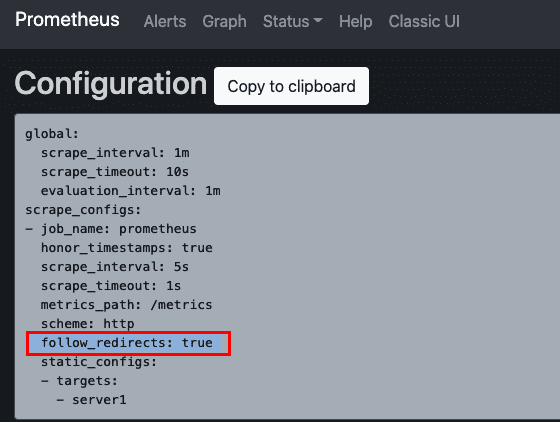 Prometheus Alerts Graph Status Help Classic UI
Configuration Copy to clipboard
global:
  scrape_interval: 1m
  scrape_timeout: 10s
  evaluation_interval: 1m
scrape_configs:
- job_name: prometheus
  honor_timestamps: true
  scrape_interval: 5s
  scrape_timeout: 1s
  metrics_path: /metrics
  scheme: http
  follow_redirects: true
  static_configs:
  - targets:
    - server1